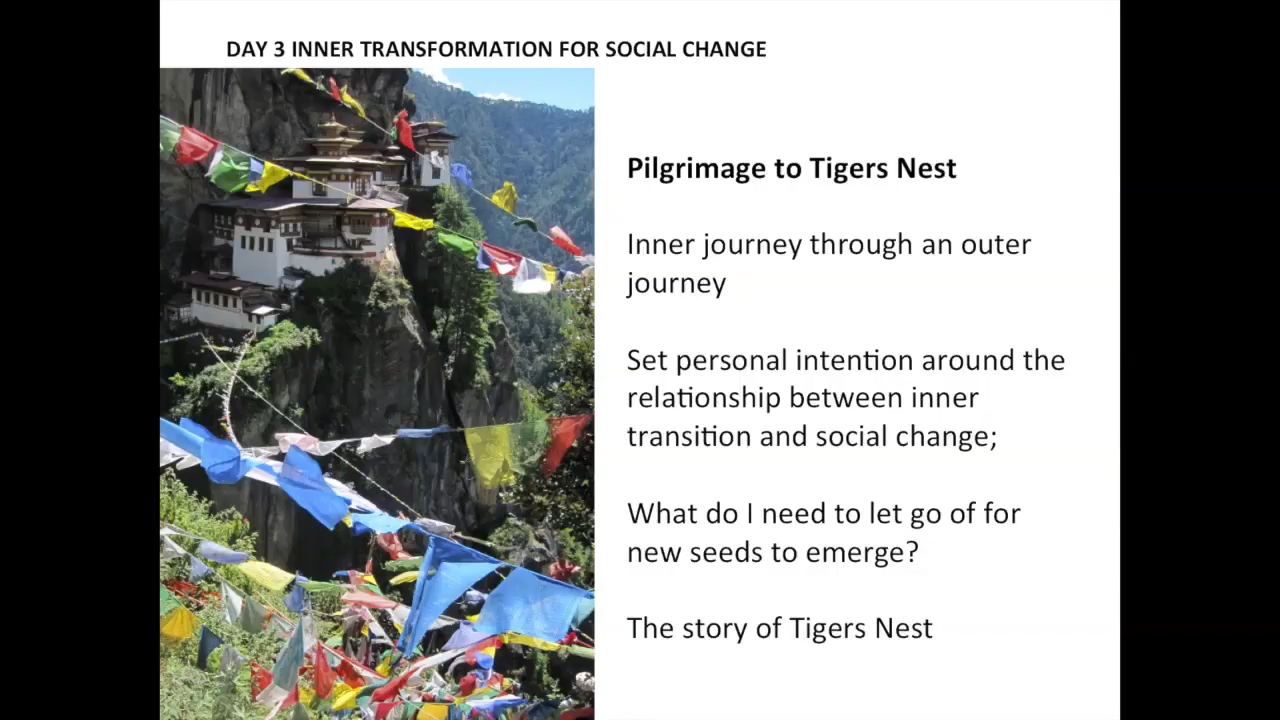 DAY 3 INNER TRANSFORMATION FOR SOCIAL CHANGE
Pilgrimage to Tigers Nest
Inner journey through an outer
journey
Set personal intention around the
relationship between inner
transition and social change;
What do I need to let go of for
new seeds to emerge?
The story of Tigers Nest